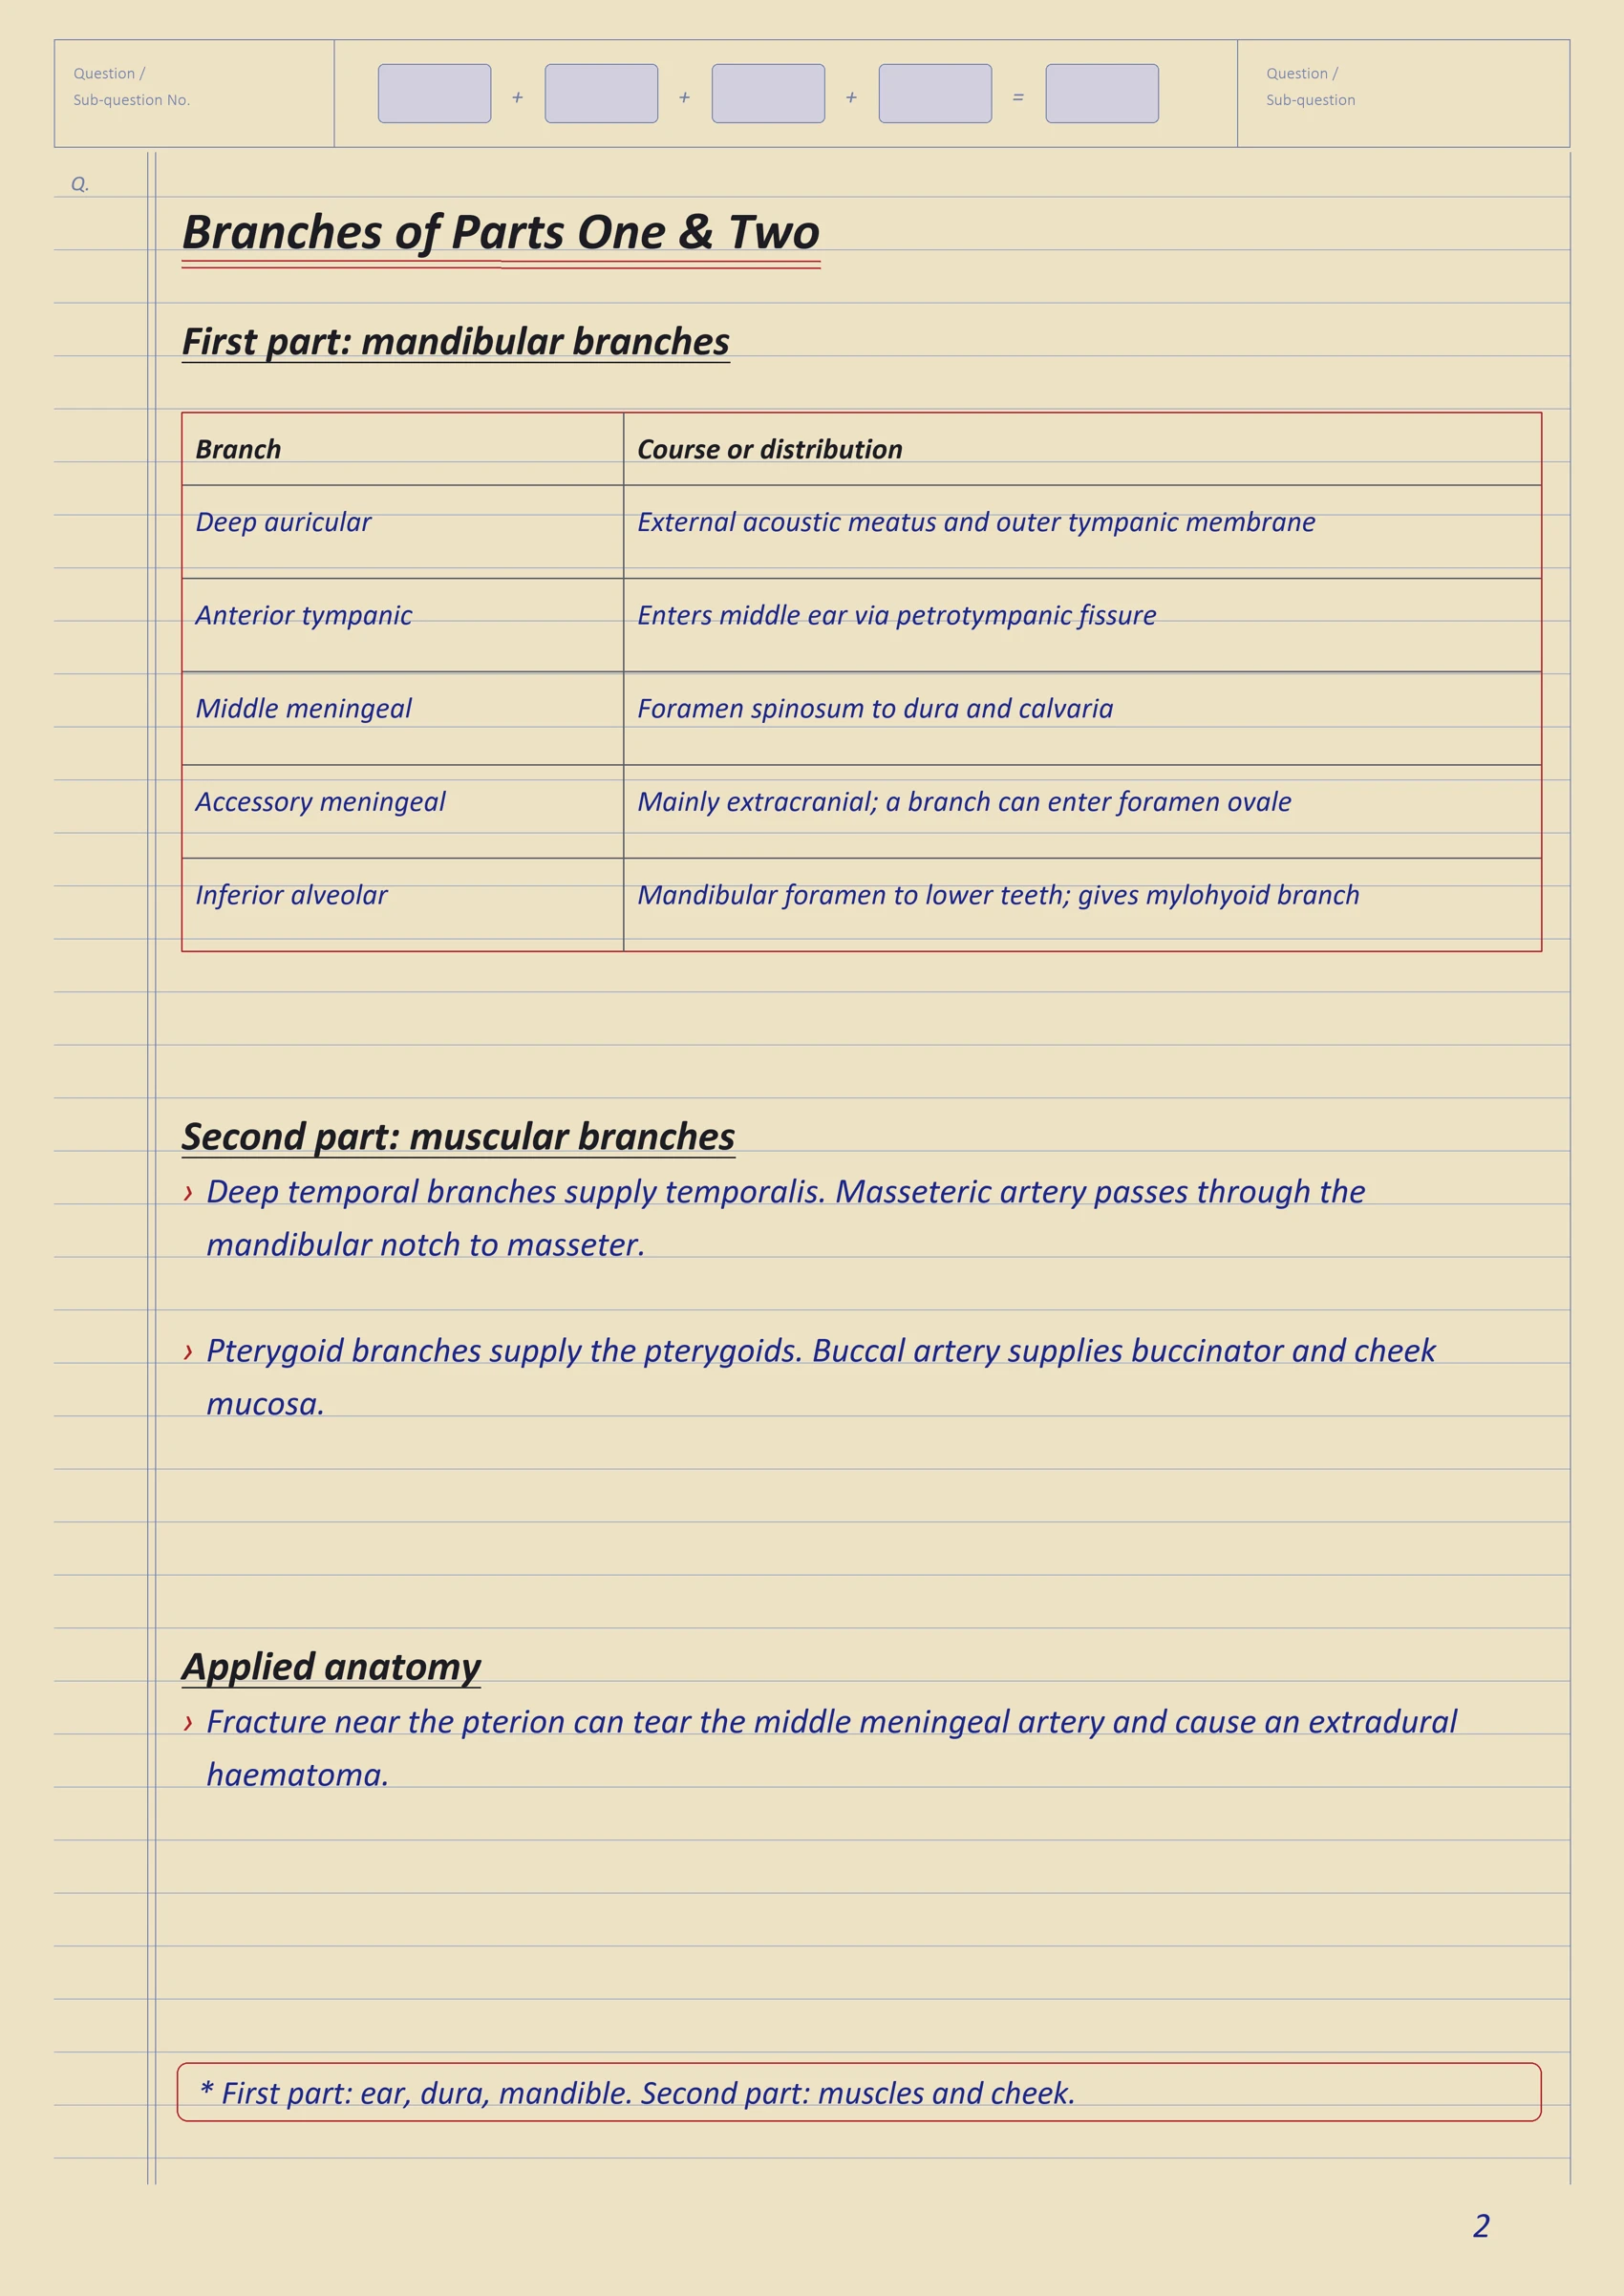 Question /
Sub-question No.
+ + + =
Question /
Sub-question
Q.
Branches of Parts One & Two
First part: mandibular branches
Branch Course or distribution
Deep auricular External acoustic meatus and outer tympanic membrane
Anterior tympanic Enters middle ear via petrotympanic fissure
Middle meningeal Foramen spinosum to dura and calvaria
Accessory meningeal Mainly extracranial; a branch can enter foramen ovale
Inferior alveolar Mandibular foramen to lower teeth; gives mylohyoid branch
Second part: muscular branches
› Deep temporal branches supply temporalis. Masseteric artery passes through the
mandibular notch to masseter.
› Pterygoid branches supply the pterygoids. Buccal artery supplies buccinator and cheek
mucosa.
Applied anatomy
› Fracture near the pterion can tear the middle meningeal artery and cause an extradural
haematoma.
* First part: ear, dura, mandible. Second part: muscles and cheek.
2